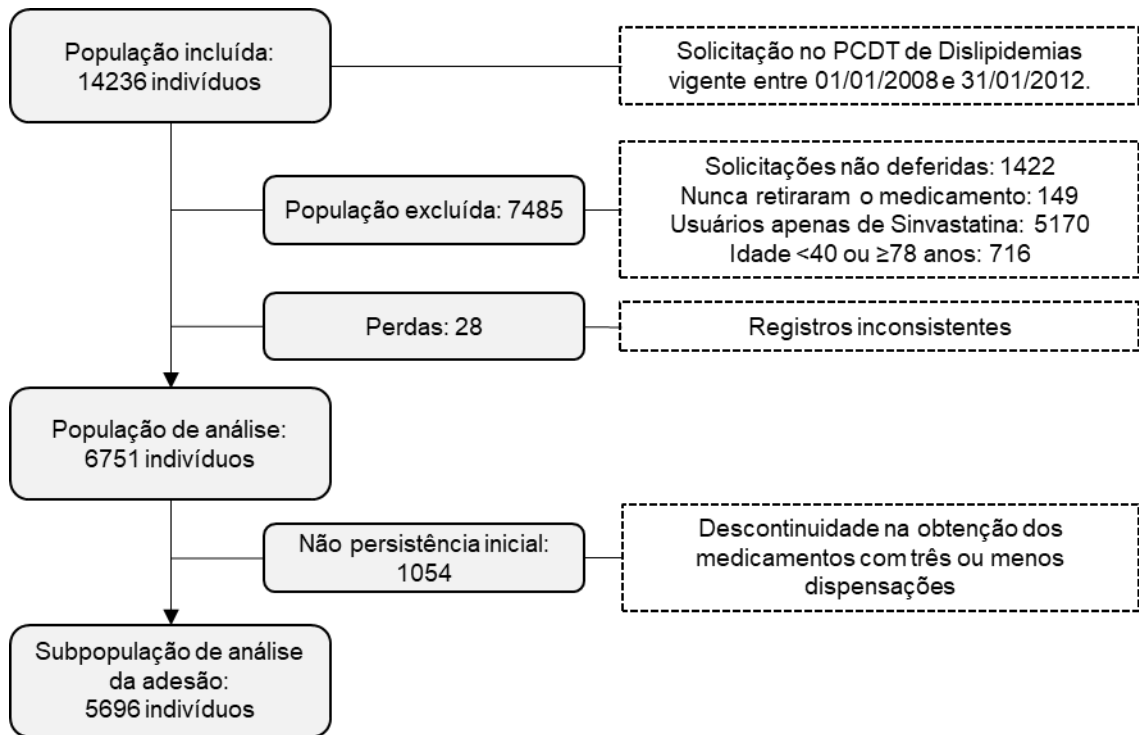 População incluída:
14236 indivíduos
Solicitação no PCDT de Dislipidemias
vigente entre 01/01/2008 e 31/01/2012.
População excluída: 7485
Solicitações não deferidas: 1422
Nunca retiraram o medicamento: 149
Usuários apenas de Sinvastatina: 5170
Idade <40 ou ≥78 anos: 716
Perdas: 28
Registros inconsistentes
População de análise:
6751 indivíduos
Não persistência inicial:
1054
Descontinuidade na obtenção dos
medicamentos com três ou menos
dispensações
Subpopulação de análise
da adesão:
5696 indivíduos